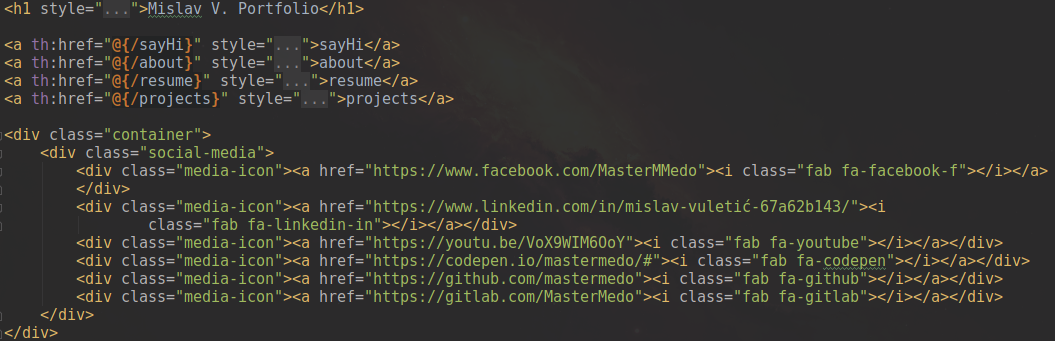 <h1 style="...">Mislav V. Portfolio</h1>
<a th:href="@{/sayHi}" style="...">sayHi</a>
<a th:href="@{/about}" style="...">about</a>
<a th:href="@{/resume}" style="...">resume</a>
<a th:href="@{/projects}" style="...">projects</a>
<div class="container">
<div class="social-media">
<div class="media-icon"><a href="https://www.facebook.com/MasterMMedo"><i class="fab fa-facebook-f"></i></a>
</div>
<div class="media-icon"><a href="https://www.linkedin.com/in/mislav-vuletić-67a62b143/"><i
class="fab fa-linkedin-in"></i></a></div>
<div class="media-icon"><a href="https://youtu.be/VoX9WIM6OoY"><i class="fab fa-youtube"></i></a></div>
<div class="media-icon"><a href="https://codepen.io/mastermedo/#"><i class="fab fa-codepen"></i></a></div>
<div class="media-icon"><a href="https://github.com/mastermedo"><i class="fab fa-github"></i></a></div>
<div class="media-icon"><a href="https://gitlab.com/MasterMedo"><i class="fab fa-gitlab"></i></a></div>
</div>
</div>